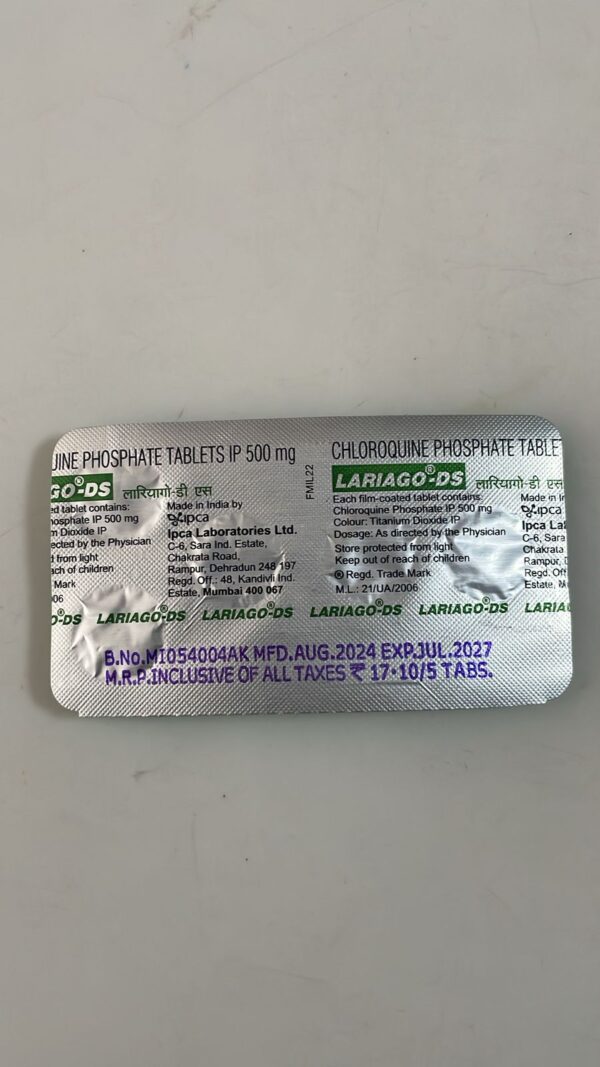 UINE PHOSPHATE TABLETS IP 500 mg
GO-DS लारियागो-डी एस
ed tablet contains:
hosphate IP 500 mg
m Dioxide IP
ected by the Physician
from light
ach of children
Mark
06
Made in India by
ipca
Ipca Laboratories Ltd.
C-6, Sara Ind. Estate,
Chakrata Road,
Rampur, Dehradun 248 197
Regd. Off.: 48, Kandivli Ind.
Estate, Mumbai 400 067
FMIL22
CHLOROQUINE PHOSPHATE TABLE
LARIAGO®-DS लारियागो-डी एस
Each film-coated tablet contains:
Chloroquine Phosphate IP 500 mg
Colour: Titanium Dioxide IP
Dosage: As directed by the Physician
Store protected from light
Keep out of reach of children
® Regd. Trade Mark
M.L.: 21/UA/2006
Made in In
ipca
Ipca La
C-6, Sara
Chakrata
Rampur,
Regd. Off
Estate,
O®-DS LARIAGO®-DS LARIAGO®-DS LARIAGO®-DS LARIAGO®-DS LARIA
B.No.MI054004AK MFD.AUG.2024 EXP.JUL.2027
M.R.P.INCLUSIVE OF ALL TAXES ₹ 17.10/5 TABS.